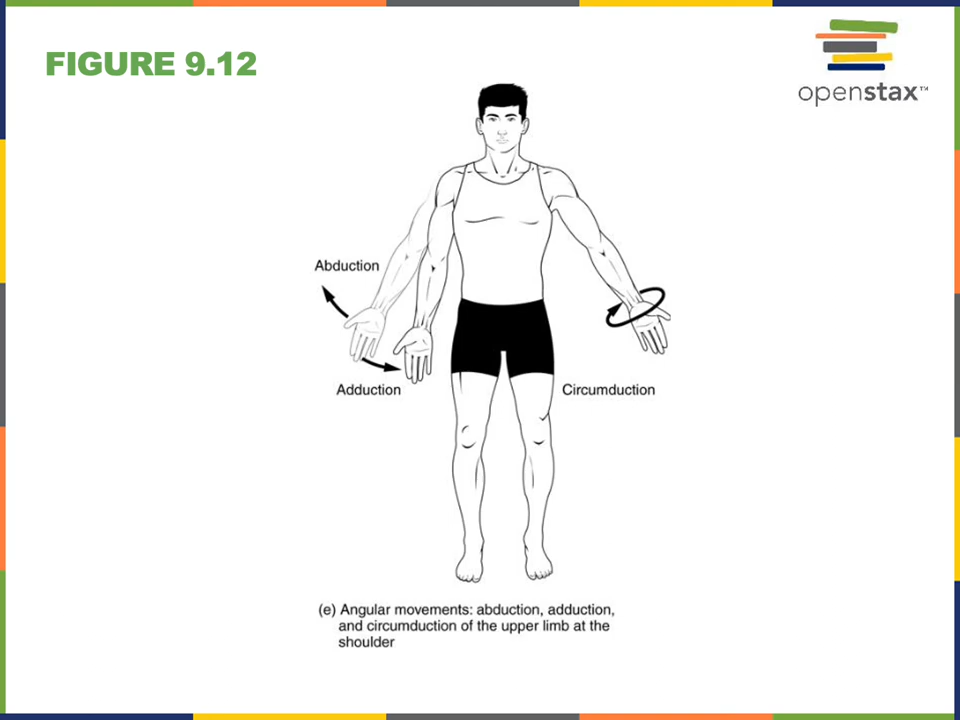 FIGURE 9.12
openstax™
Abduction
Adduction
Circumduction
(e) Angular movements: abduction, adduction,
and circumduction of the upper limb at the
shoulder